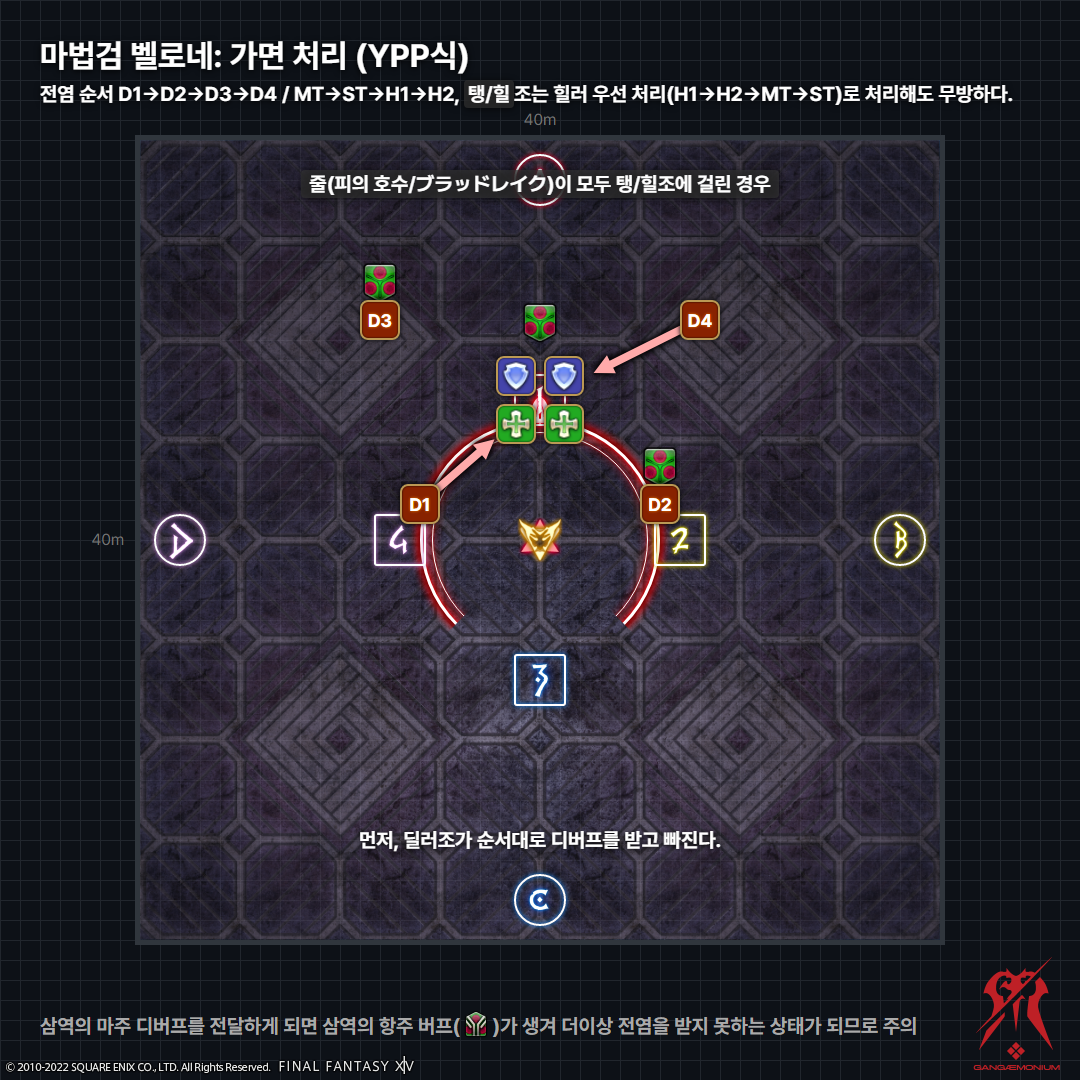 마법검 벨로네: 가면 처리 (YPP식)
전염 순서 D1→D2→D3→D4 / MT→ST→H1→H2, 탱/힐 조는 힐러 우선 처리(H1→H2→MT→ST)로 처리해도 무방하다.
40m
줄(피의 호수/ブラッドレイク)이 모두 탱/힐조에 걸린 경우
D3
D4
D1
D2
40m
D
4
2
B
3
먼저, 딜러조가 순서대로 디버프를 받고 빠진다.
C
삼역의 마주 디버프를 전달하게 되면 삼역의 항주 버프( )가 생겨 더이상 전염을 받지 못하는 상태가 되므로 주의
GANGÆMONIUM
© 2010-2022 SQUARE ENIX CO., LTD. All Rights Reserved. FINAL FANTASY XIV